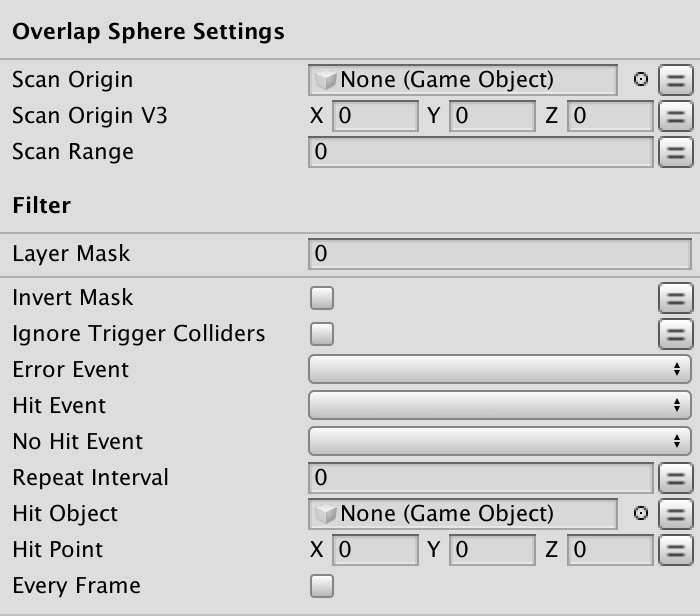 Overlap Sphere Settings
Scan Origin None (Game Object)
Scan Origin V3 X 0 Y 0 Z 0
Scan Range 0
Filter
Layer Mask 0
Invert Mask
Ignore Trigger Colliders
Error Event
Hit Event
No Hit Event
Repeat Interval 0
Hit Object None (Game Object)
Hit Point X 0 Y 0 Z 0
Every Frame